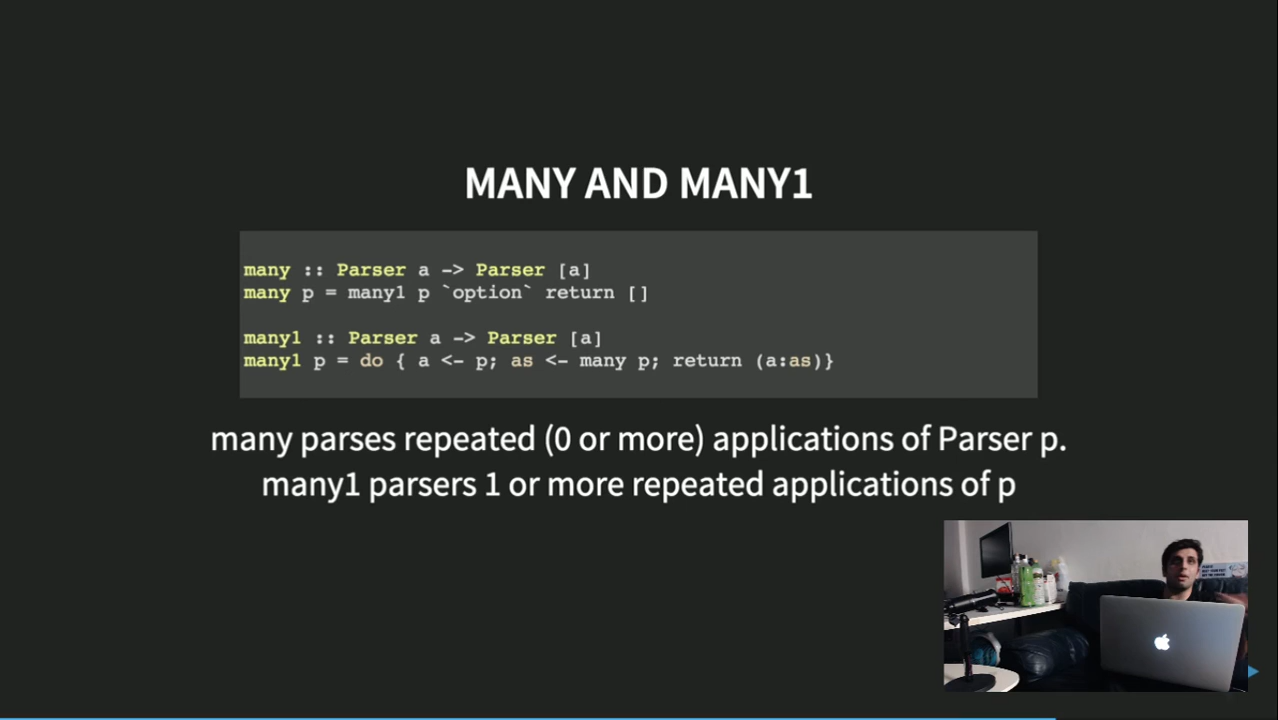 MANY AND MANY1
many :: Parser a -> Parser [a]
many p = many1 p `option` return []
many1 :: Parser a -> Parser [a]
many1 p = do { a <- p; as <- many p; return (a:as)}
many parses repeated (0 or more) applications of Parser p.
many1 parsers 1 or more repeated applications of p